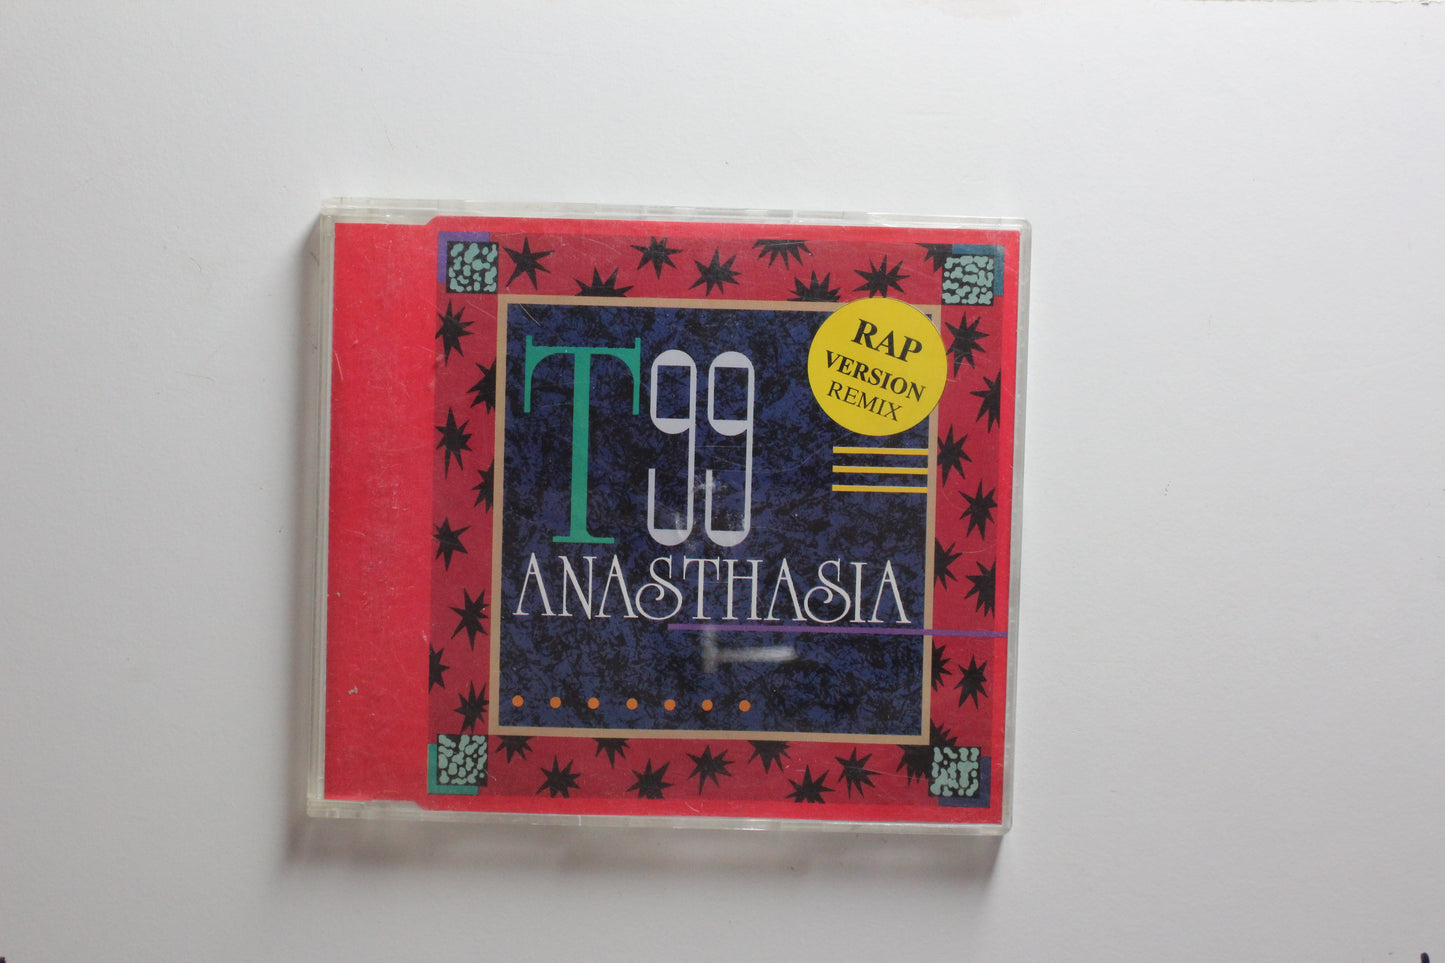 T99
ANASTHASIA
RAP
VERSION
REMIX